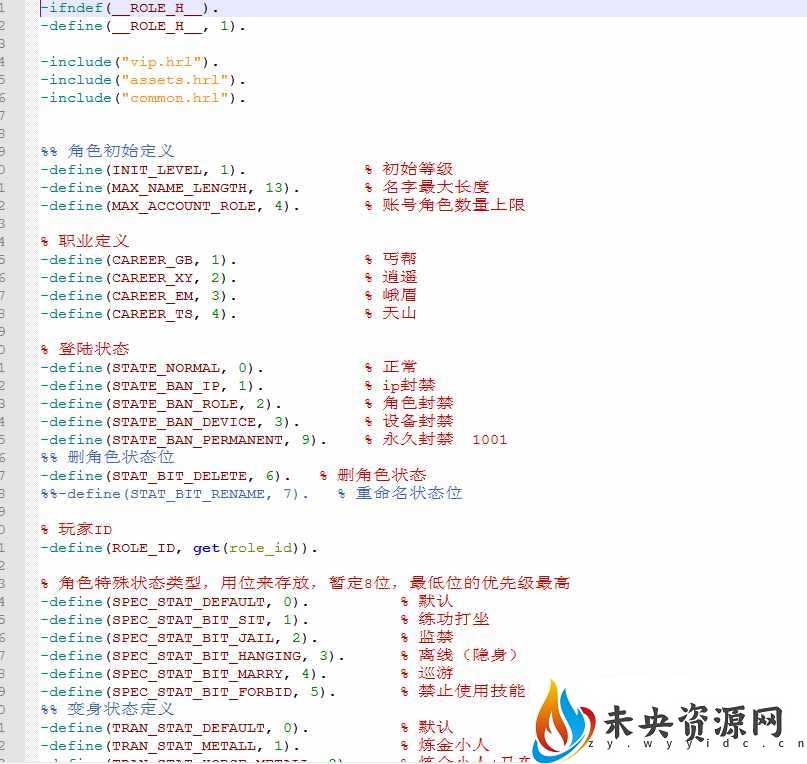 -ifndef(__ROLE_H__).
-define(__ROLE_H__, 1).
-include("vip.hrl").
-include("assets.hrl").
-include("common.hrl").
%% 角色初始定义
-define(INIT_LEVEL, 1). % 初始等级
-define(MAX_NAME_LENGTH, 13). % 名字最大长度
-define(MAX_ACCOUNT_ROLE, 4). % 账号角色数量上限
% 职业定义
-define(CAREER_GB, 1). % 丐帮
-define(CAREER_XY, 2). % 逍遥
-define(CAREER_EM, 3). % 峨眉
-define(CAREER_TS, 4). % 天山
% 登陆状态
-define(STATE_NORMAL, 0). % 正常
-define(STATE_BAN_IP, 1). % ip封禁
-define(STATE_BAN_ROLE, 2). % 角色封禁
-define(STATE_BAN_DEVICE, 3). % 设备封禁
-define(STATE_BAN_PERMANENT, 9). % 永久封禁 1001
%% 删角色状态位
-define(STAT_BIT_DELETE, 6). % 删角色状态
%%-define(STAT_BIT_RENAME, 7). % 重命名状态位
% 玩家ID
-define(ROLE_ID, get(role_id)).
% 角色特殊状态类型，用位来存放，暂定8位，最低位的优先级最高
-define(SPEC_STAT_DEFAULT, 0). % 默认
-define(SPEC_STAT_BIT_SIT, 1). % 练功打坐
-define(SPEC_STAT_BIT_JAIL, 2). % 监禁
-define(SPEC_STAT_BIT_HANGING, 3). % 离线（隐身）
-define(SPEC_STAT_BIT_MARRY, 4). % 巡游
-define(SPEC_STAT_BIT_FORBID, 5). % 禁止使用技能
%% 变身状态定义
-define(TRAN_STAT_DEFAULT, 0). % 默认
-define(TRAN_STAT_METALL, 1). % 炼金小人
未央资源网
zy.wyyidc.cn